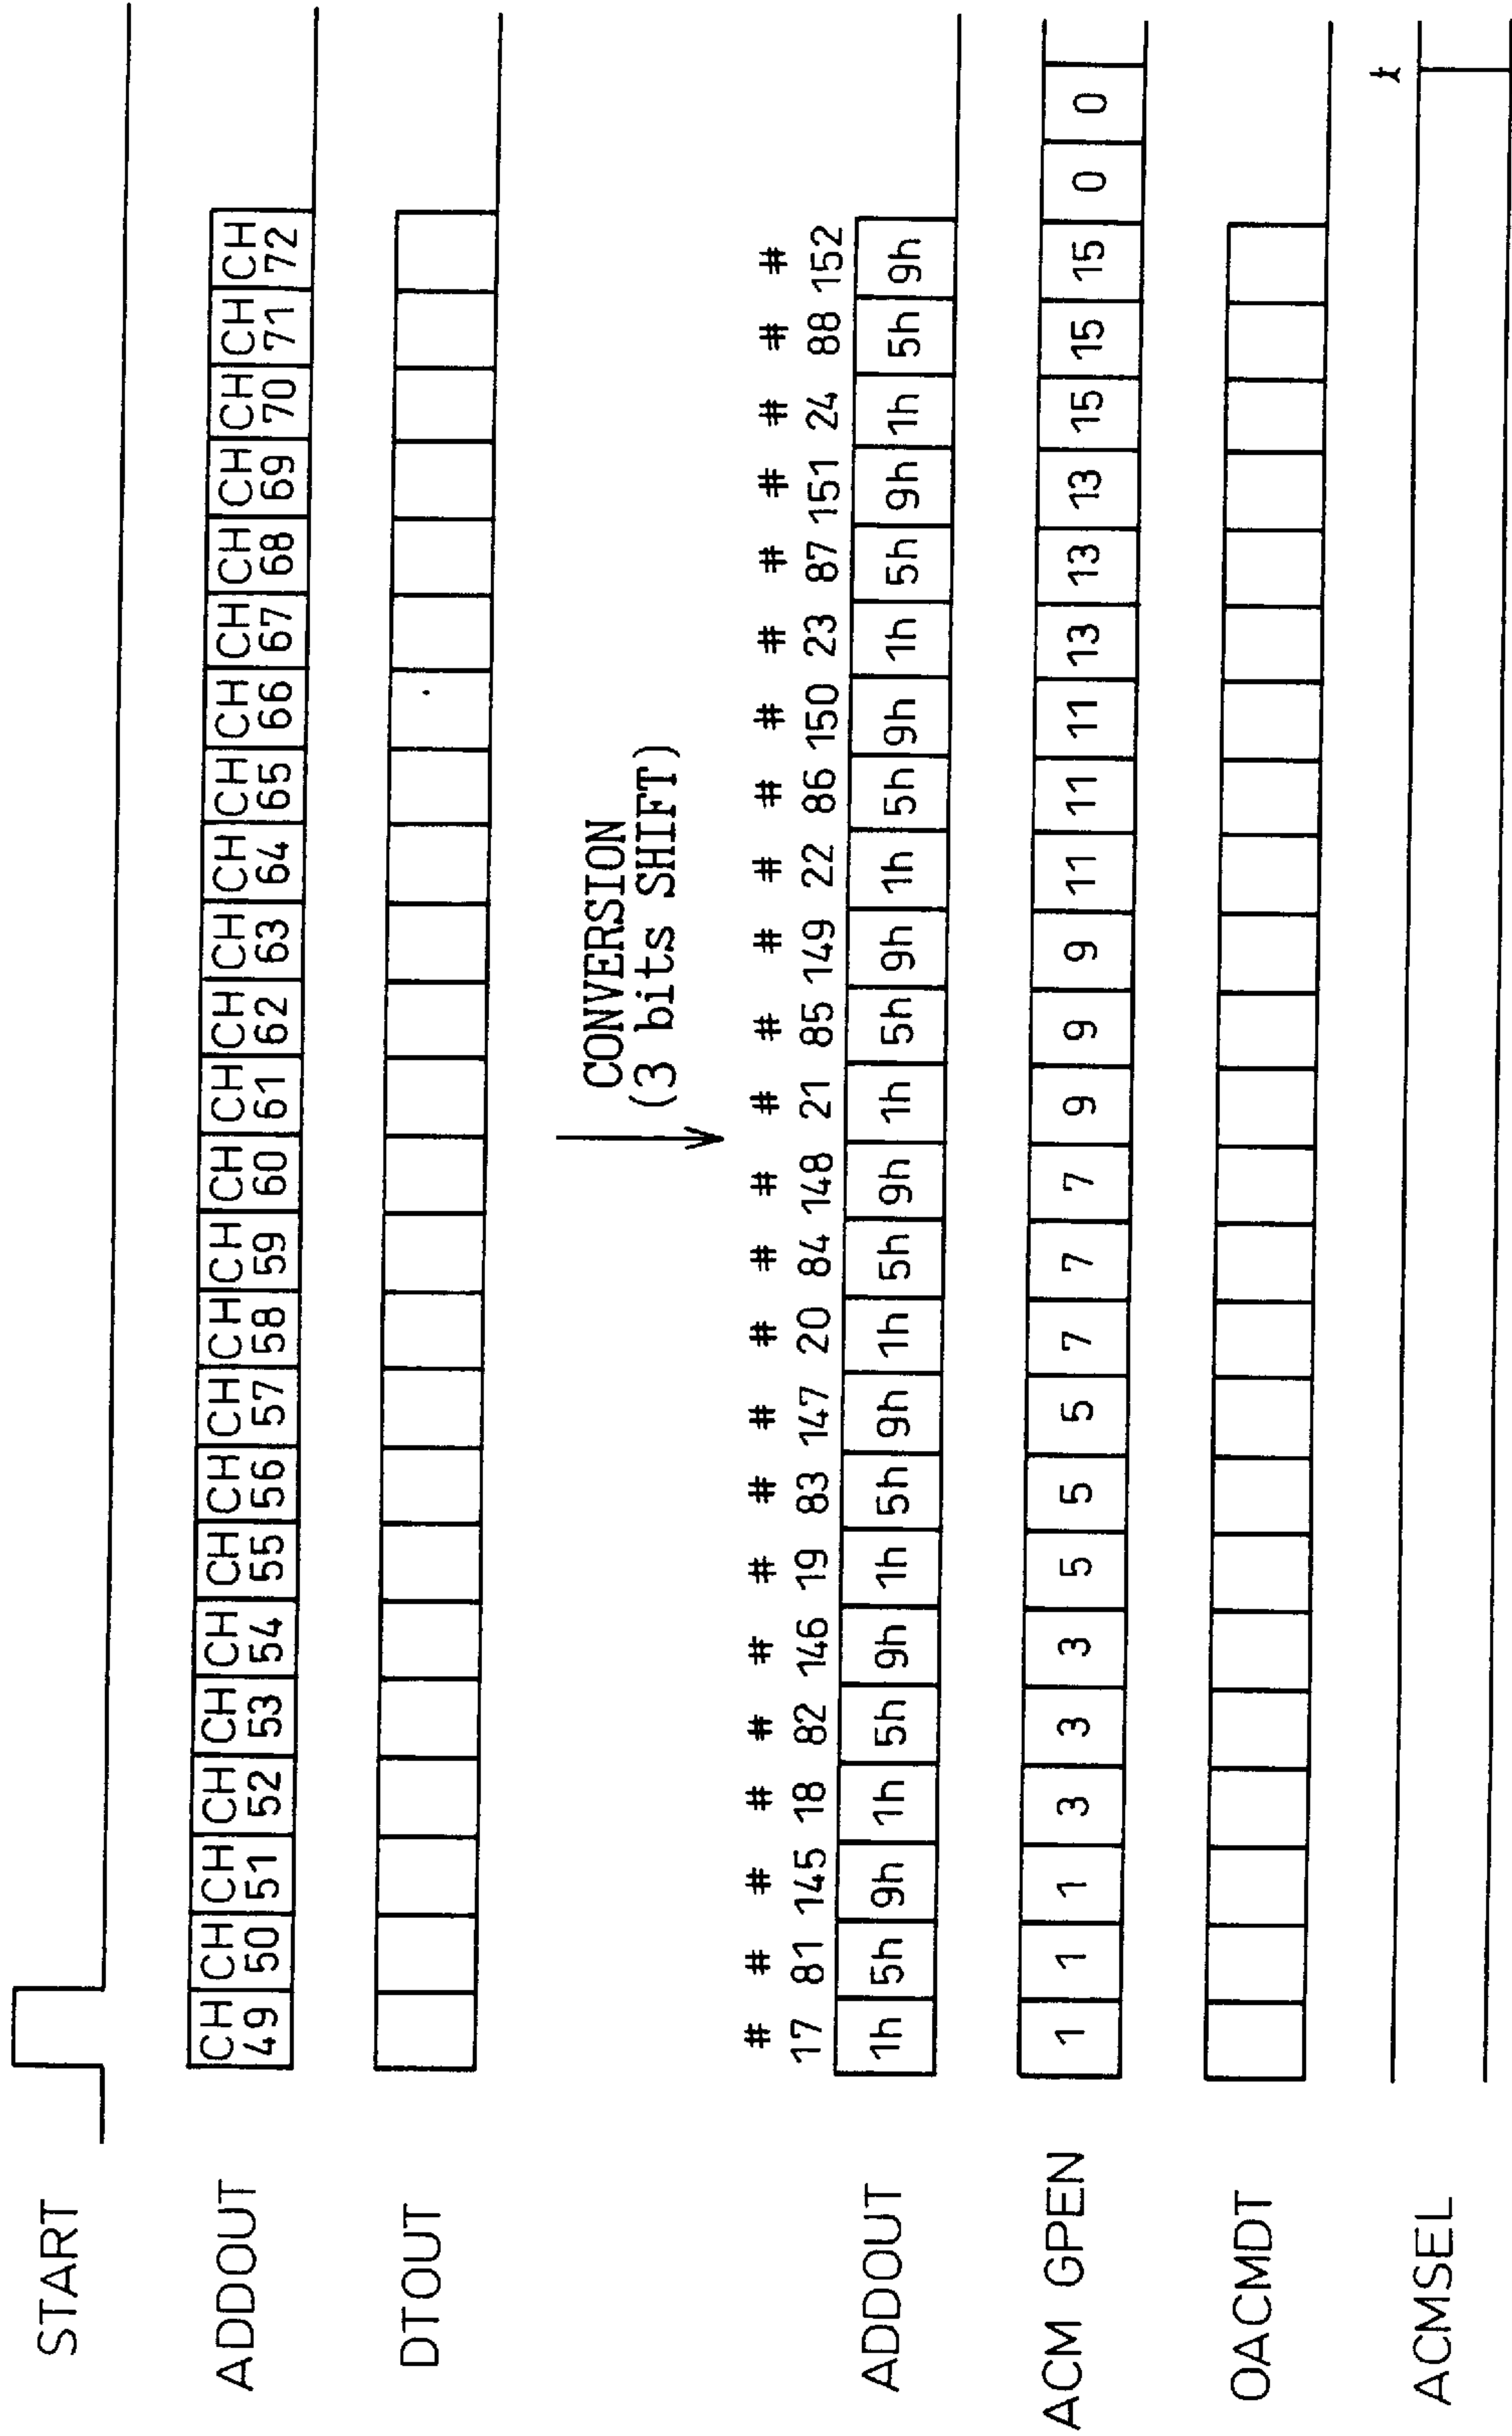 START
ADDOUT
CH 49 CH 50 CH 51 CH 52 CH 53 CH 54 CH 55 CH 56 CH 57 CH 58 CH 59 CH 60 CH 61 CH 62 CH 63 CH 64 CH 65 CH 66 CH 67 CH 68 CH 69 CH 70 CH 71 CH 72
DTOUT
CONVERSION
(3 bits SHIFT)
# # # # # # # # # # # # # # # # # # # # # # # #
17 81 145 18 82 146 19 83 147 20 84 148 21 85 149 22 86 150 23 87 151 24 88 152
ADDOUT
1h 5h 9h 1h 5h 9h 1h 5h 9h 1h 5h 9h 1h 5h 9h 1h 5h 9h 1h 5h 9h 1h 5h 9h
ACM GPEN
1 1 1 3 3 3 5 5 5 7 7 7 9 9 9 11 11 11 13 13 13 15 15 15 0 0
OACMDT
ACMSEL